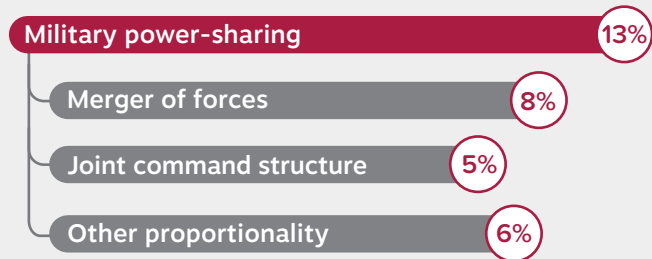 Military power-sharing 13%
Merger of forces 8%
Joint command structure 5%
Other proportionality 6%